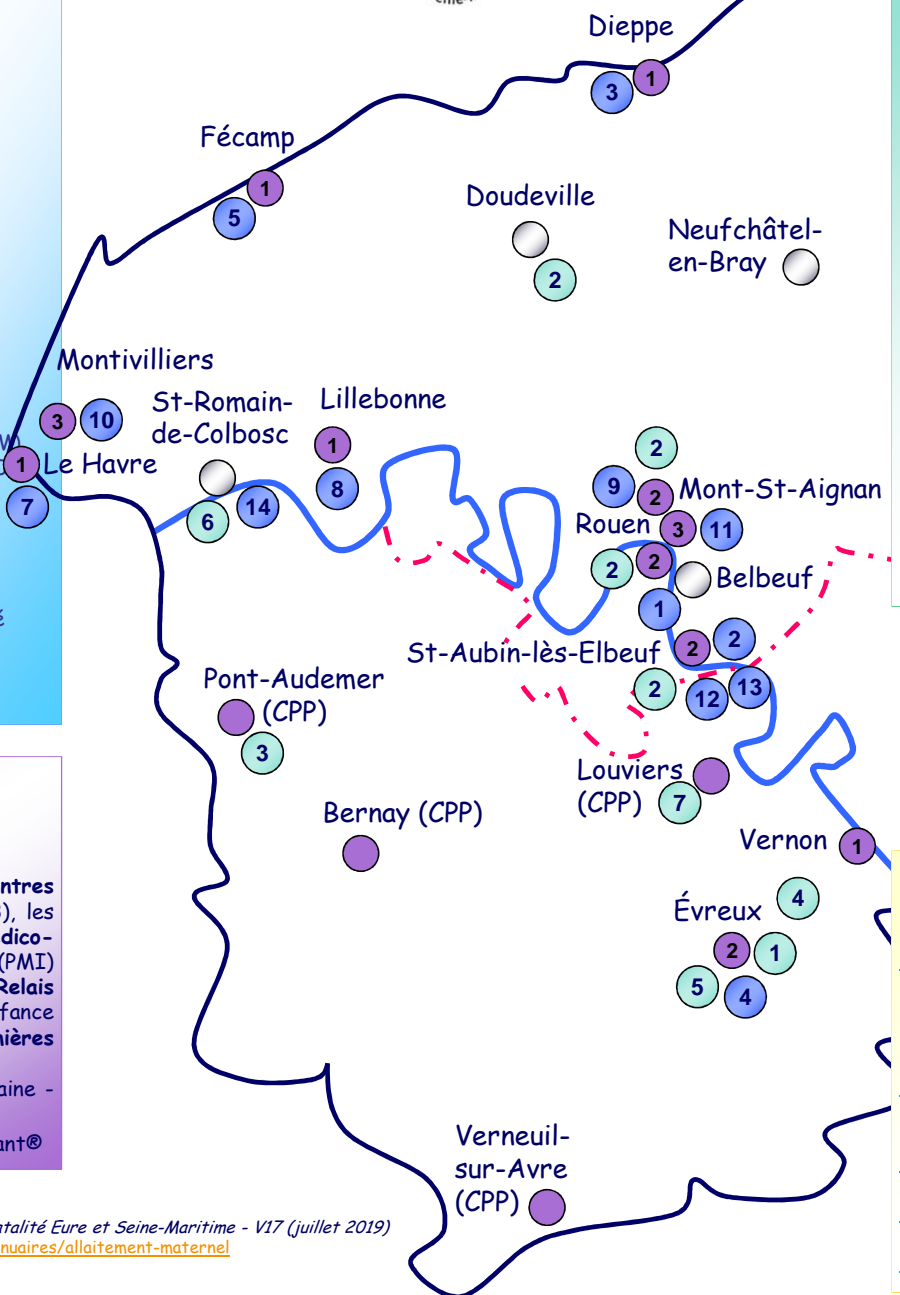 Dieppe
3
1
Fécamp
1
5
Doudeville
2
Neufchâtel-
en-Bray
Montivilliers
3
10
St-Romain-
de-Colbosc
6
14
Lillebonne
1
8
1
Le Havre
7
2
9
2
Mont-St-Aignan
Rouen
3
11
2
2
Belbeuf
1
St-Aubin-lès-Elbeuf
2
2
2
12
13
Pont-Audemer
(CPP)
3
Louviers
(CPP)
7
Bernay (CPP)
Vernon
1
4
Évreux
2
1
5
4
ntres
), les
dico-
(PMI)
Relais
fance
ières
aine -
ant®
Verneuil-
sur-Avre
(CPP)
ntalité Eure et Seine-Maritime - V17 (juillet 2019)
nuaires/allaitement-maternel